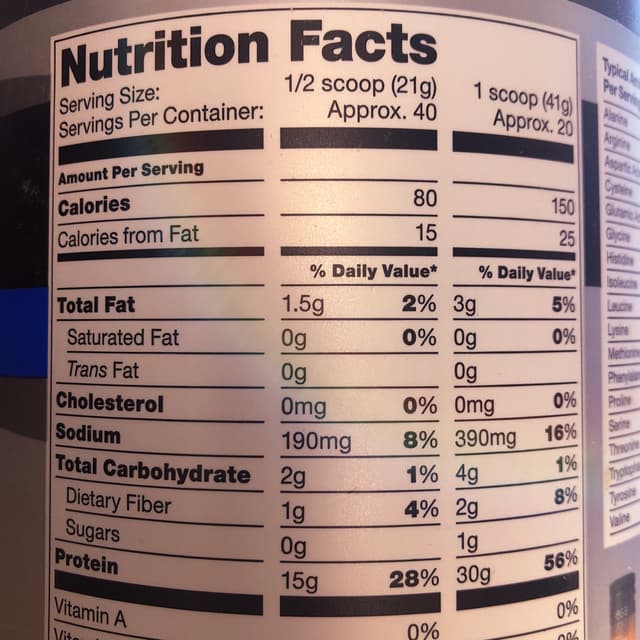 Nutrition Facts
Serving Size: 1/2 scoop (21g) 1 scoop (41g)
Servings Per Container: Approx. 40 Approx. 20
Amount Per Serving
Calories 80 150
Calories from Fat 15 25
% Daily Value* % Daily Value*
Total Fat 1.5g 2% 3g 5%
Saturated Fat 0g 0% 0g 0%
Trans Fat 0g 0g
Cholesterol 0mg 0% 0mg 0%
Sodium 190mg 8% 390mg 16%
Total Carbohydrate 2g 1% 4g 1%
Dietary Fiber 1g 4% 2g 8%
Sugars 0g 1g
Protein 15g 28% 30g 56%
Vitamin A 0% 0%
Typical
Per
Alanine
Arginine
Aspartic
Cysteine
Glycine
Histidine
Isoleucine
Leucine
Lysine
Proline
Serine
Tyrosine
Valine